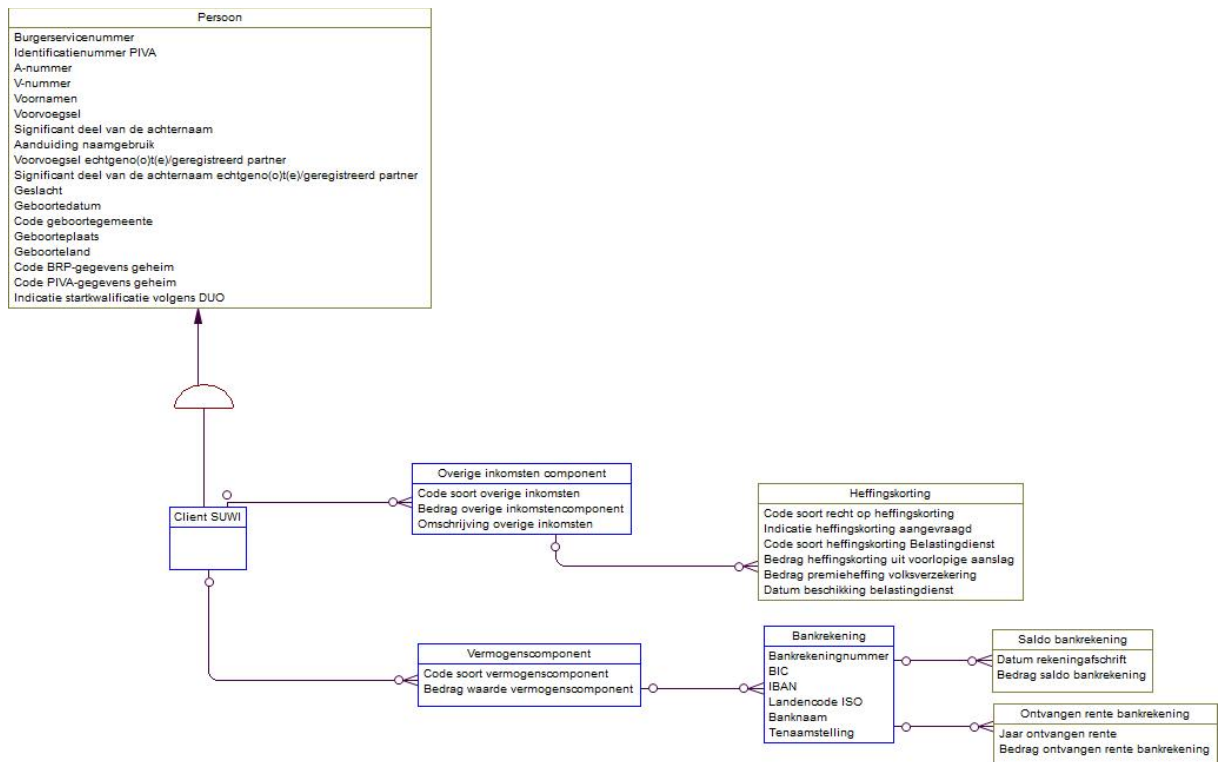 Persoon
Burgerservicenummer
Identificatienummer PIVA
A-nummer
V-nummer
Voornamen
Voorvoegsel
Significant deel van de achternaam
Aanduiding naamgebruik
Voorvoegsel echtgeno(o)t(e)/geregistreerd partner
Significant deel van de achternaam echtgeno(o)t(e)/geregistreerd partner
Geslacht
Geboortedatum
Code geboortegemeente
Geboorteplaats
Geboorteland
Code BRP-gegevens geheim
Code PIVA-gegevens geheim
Indicatie startkwalificatie volgens DUO
Client SUWI
Overige inkomsten component
Code soort overige inkomsten
Bedrag overige inkomstencomponent
Omschrijving overige inkomsten
Heffingskorting
Code soort recht op heffingskorting
Indicatie heffingskorting aangevraagd
Code soort heffingskorting Belastingdienst
Bedrag heffingskorting uit voorlopige aanslag
Bedrag premieheffing volksverzekering
Datum beschikking belastingdienst
Vermogenscomponent
Code soort vermogenscomponent
Bedrag waarde vermogenscomponent
Bankrekening
Bankrekeningnummer
BIC
IBAN
Landencode ISO
Banknaam
Tenaamstelling
Saldo bankrekening
Datum rekeningafschrift
Bedrag saldo bankrekening
Ontvangen rente bankrekening
Jaar ontvangen rente
Bedrag ontvangen rente bankrekening